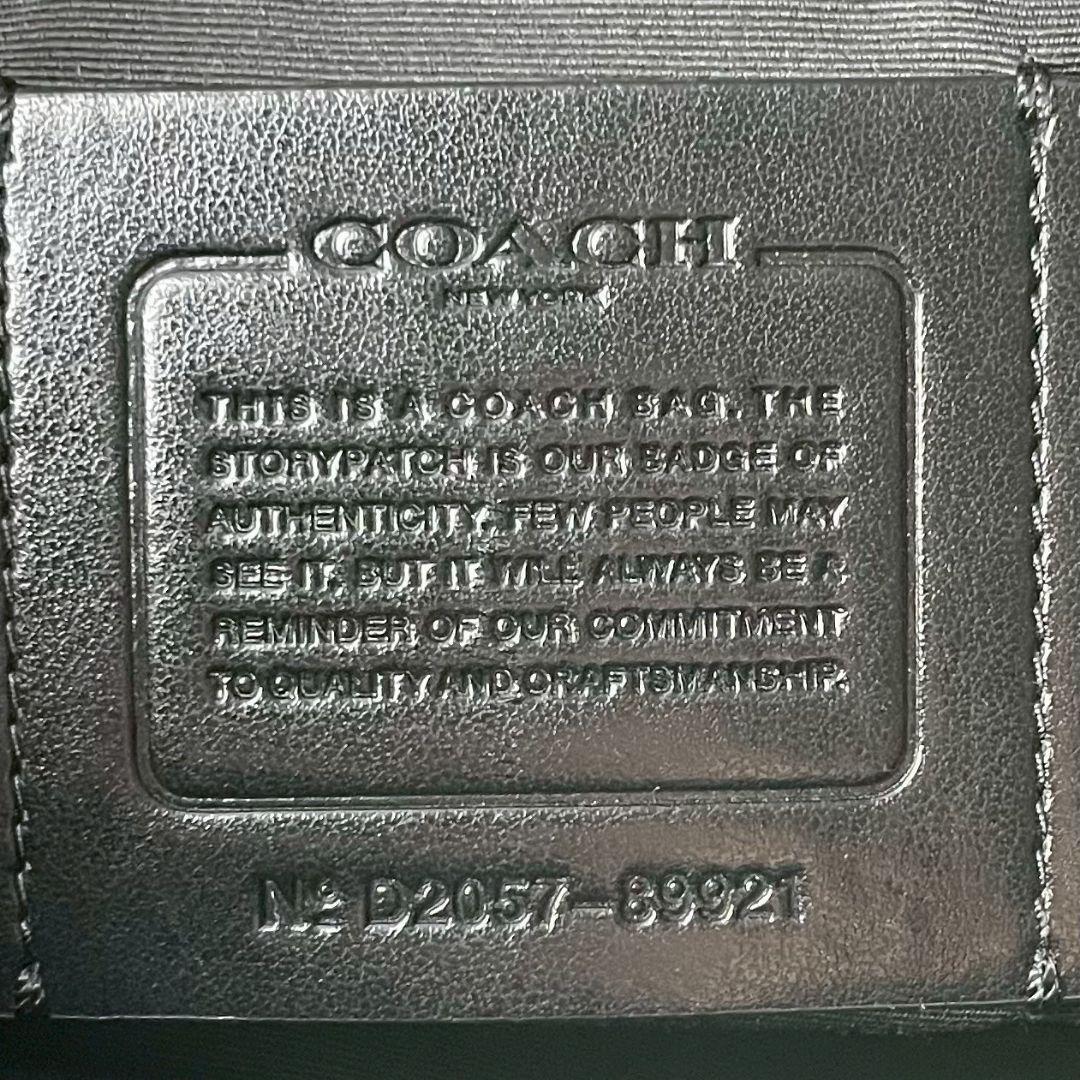 COACH
NEW YORK
THIS IS A COACH BAG. THE
STORYPATCH IS OUR BADGE OF
AUTHENTICITY. FEW PEOPLE MAY
SEE IT. BUT IT WILL ALWAYS BE A
REMINDER OF OUR COMMITMENT
TO QUALITY AND CRAFTSMANSHIP.
Nº D2057-89921